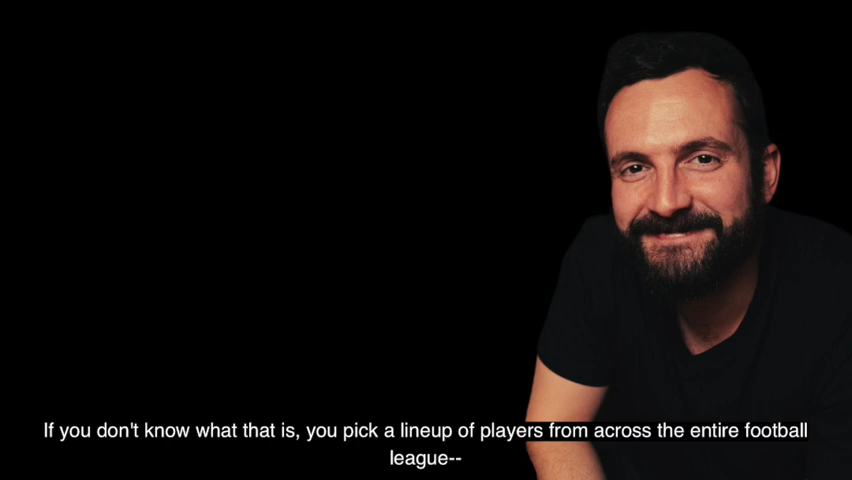 If you don't know what that is, you pick a lineup of players from across the entire football
league--